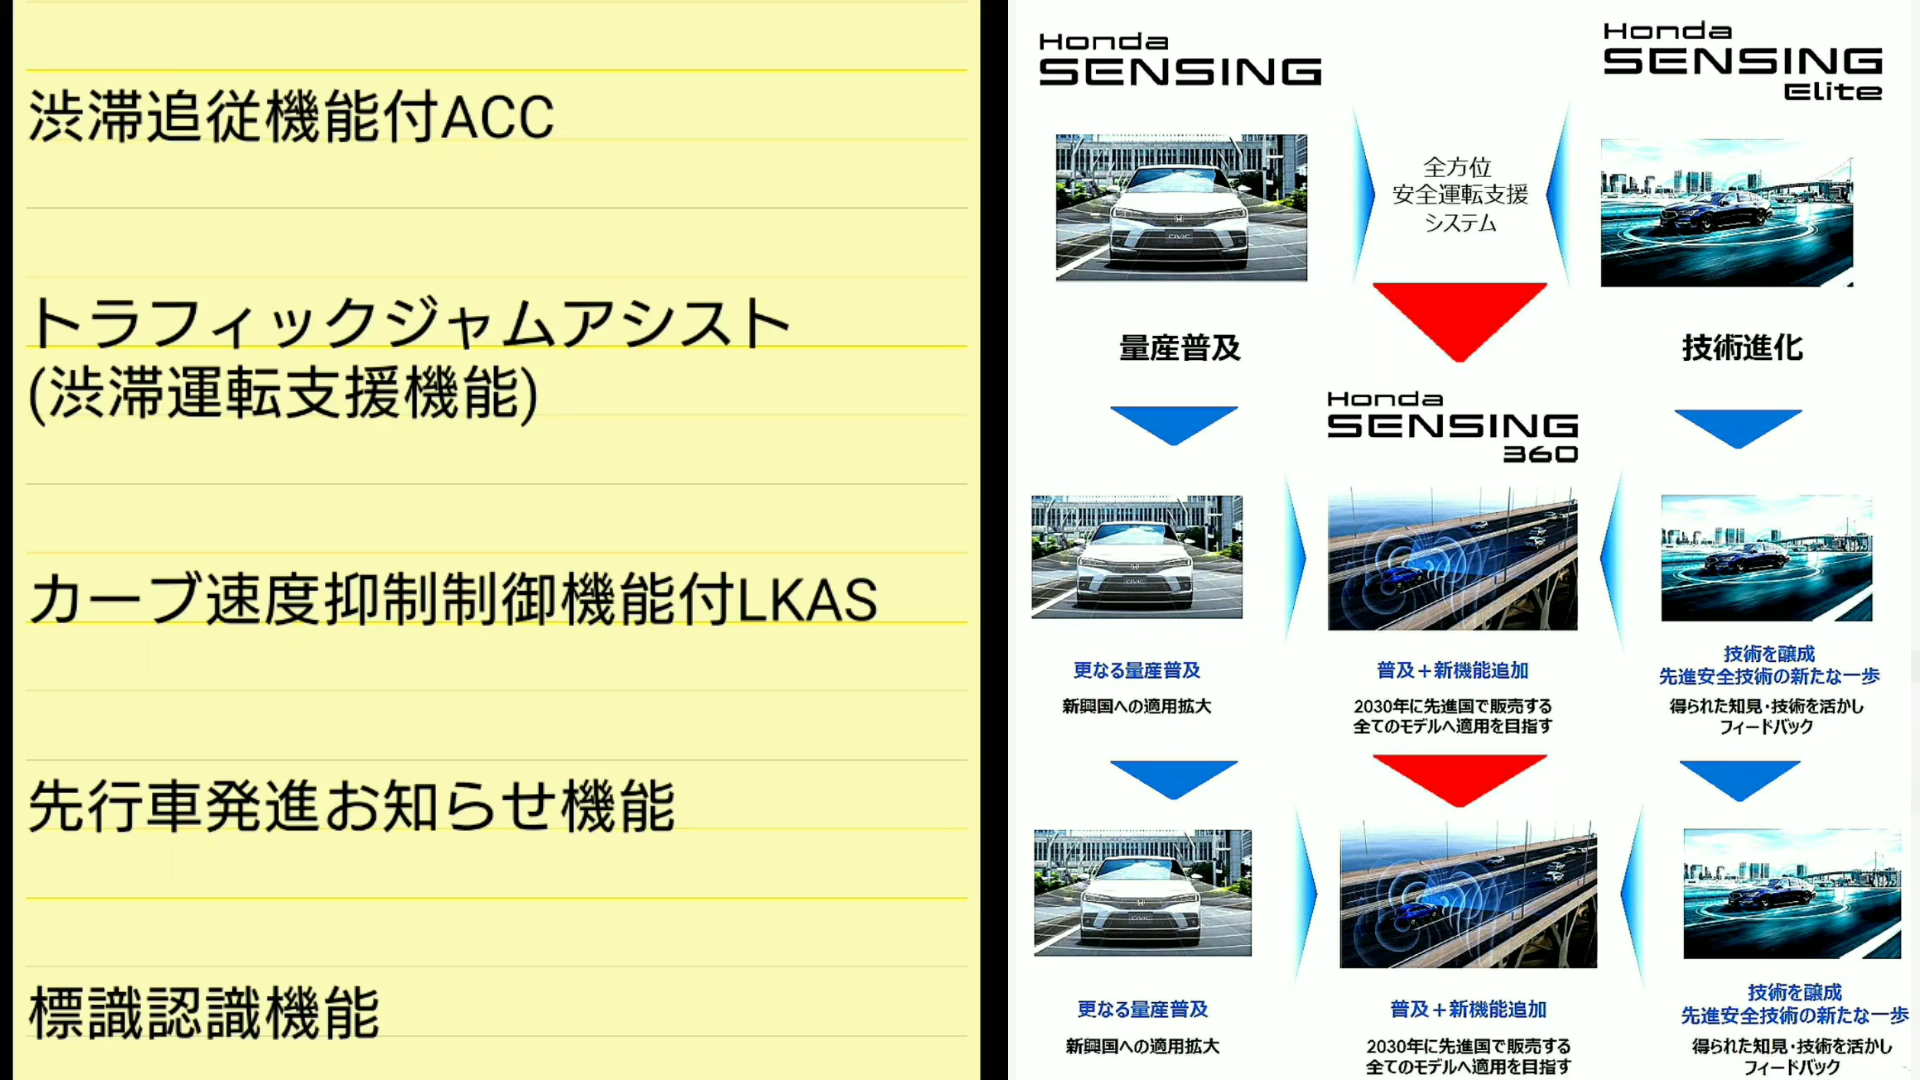 渋滞追従機能付ACC
トラフィックジャムアシスト
(渋滞運転支援機能)
カーブ速度抑制制御機能付LKAS
先行車発進お知らせ機能
標識認識機能
Honda
SENSING
Honda
SENSING
Elite
全方位
安全運転支援
システム
CIVIC
量産普及
技術進化
Honda
SENSING
360
CIVIC
更なる量産普及
新興国への適用拡大
普及＋新機能追加
2030年に先進国で販売する
全てのモデルへ適用を目指す
技術を醸成
先進安全技術の新たな一歩
得られた知見・技術を活かし
フィードバック
CIVIC
更なる量産普及
新興国への適用拡大
普及＋新機能追加
2030年に先進国で販売する
全てのモデルへ適用を目指す
技術を醸成
先進安全技術の新たな一歩
得られた知見・技術を活かし
フィードバック